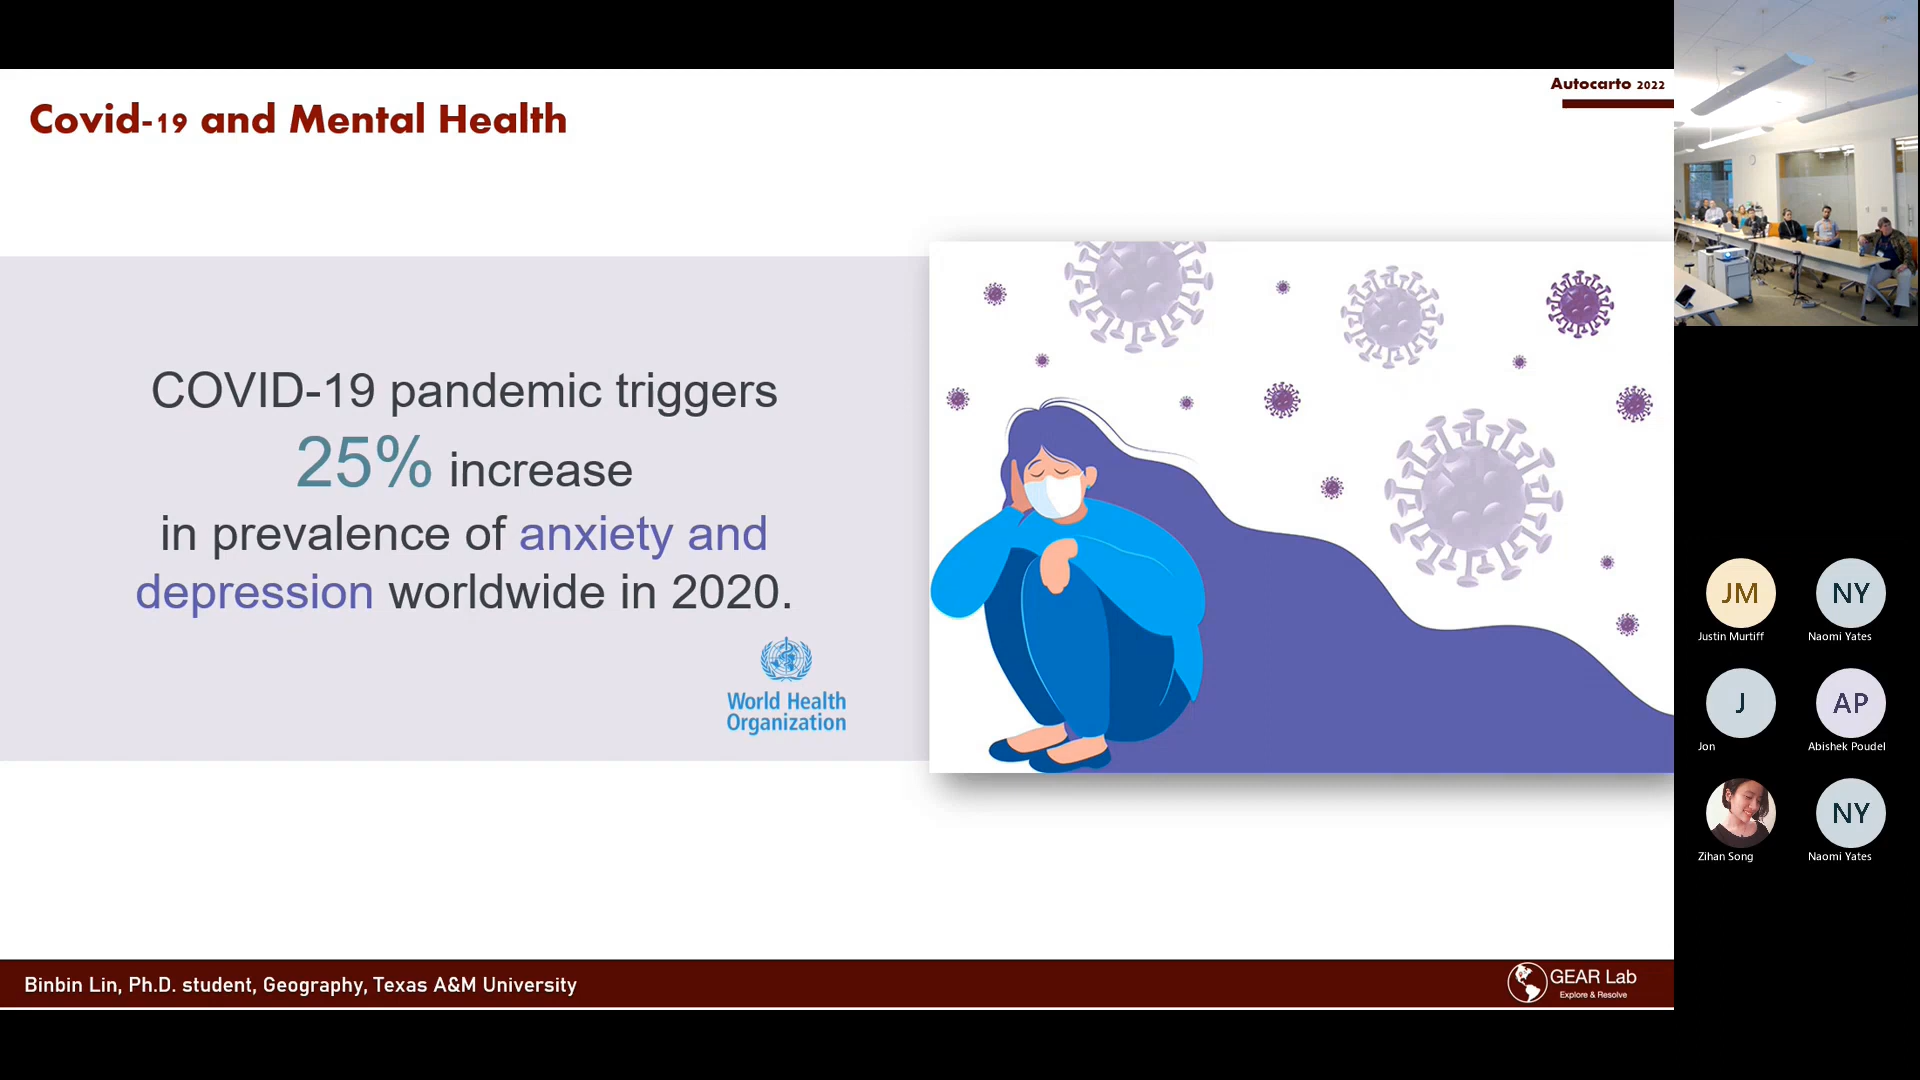 Autocarto 2022
Covid-19 and Mental Health
COVID-19 pandemic triggers
25% increase
in prevalence of anxiety and
depression worldwide in 2020.
World Health
Organization
Binbin Lin, Ph.D. student, Geography, Texas A&M University
GEAR Lab
Explore & Resolve
JM
Justin Murtiff
NY
Naomi Yates
J
Jon
AP
Abishek Poudel
Zihan Song
NY
Naomi Yates